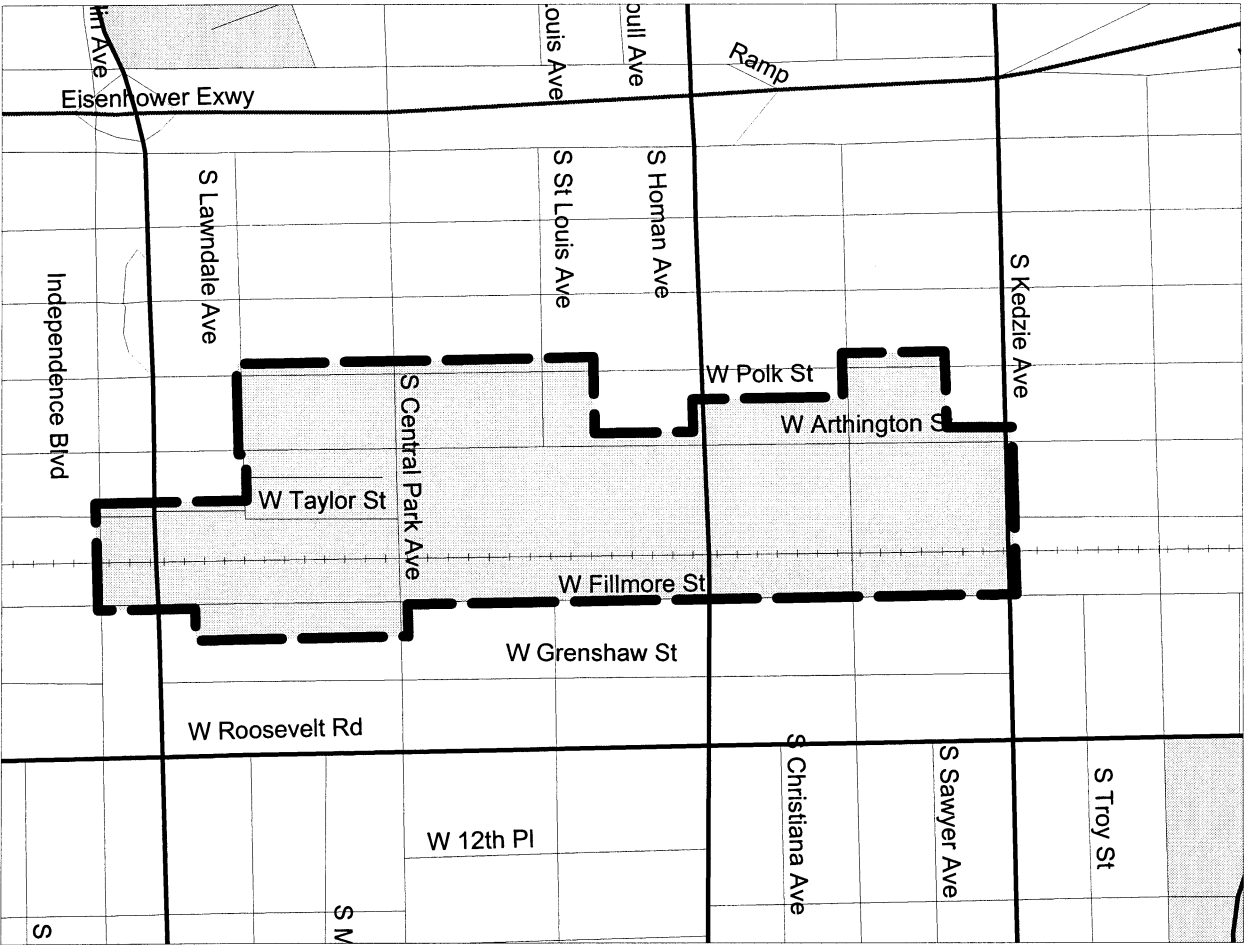 lin Ave
ouis Ave
oull Ave
Ramp
Eisenhower Exwy
S Lawndale Ave
S St Louis Ave
S Homan Ave
S Kedzie Ave
Independence Blvd
W Polk St
S Central Park Ave
W Arthington S
W Taylor St
W Fillmore St
W Grenshaw St
W Roosevelt Rd
S Christiana Ave
S Sawyer Ave
S Troy St
W 12th Pl
S M
S